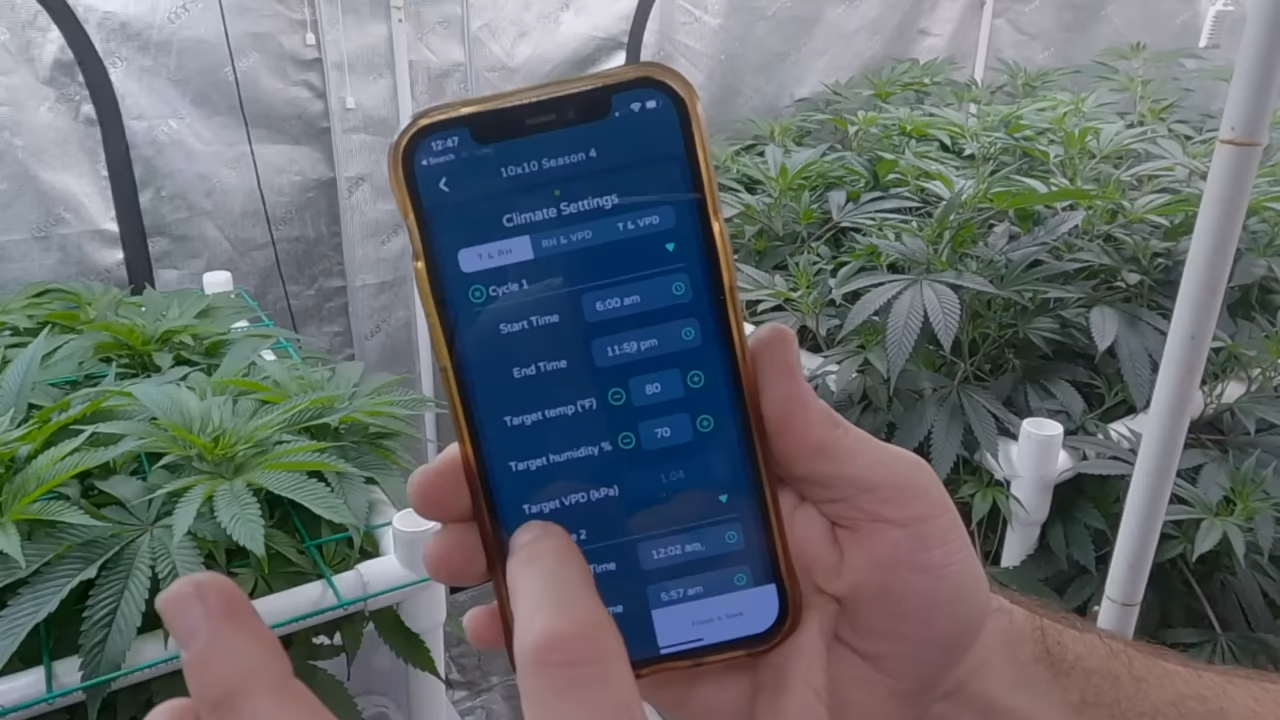 12:47
Search
10x10 Season 4
Climate Settings
T & RH RH & VPD T & VPD
Cycle 1
Start Time 6:00 am
End Time 11:59 pm
Target temp (°F) 80
Target humidity % 70
Target VPD (kPa) 1.04
e 2
Time 12:02 am
me 5:57 am